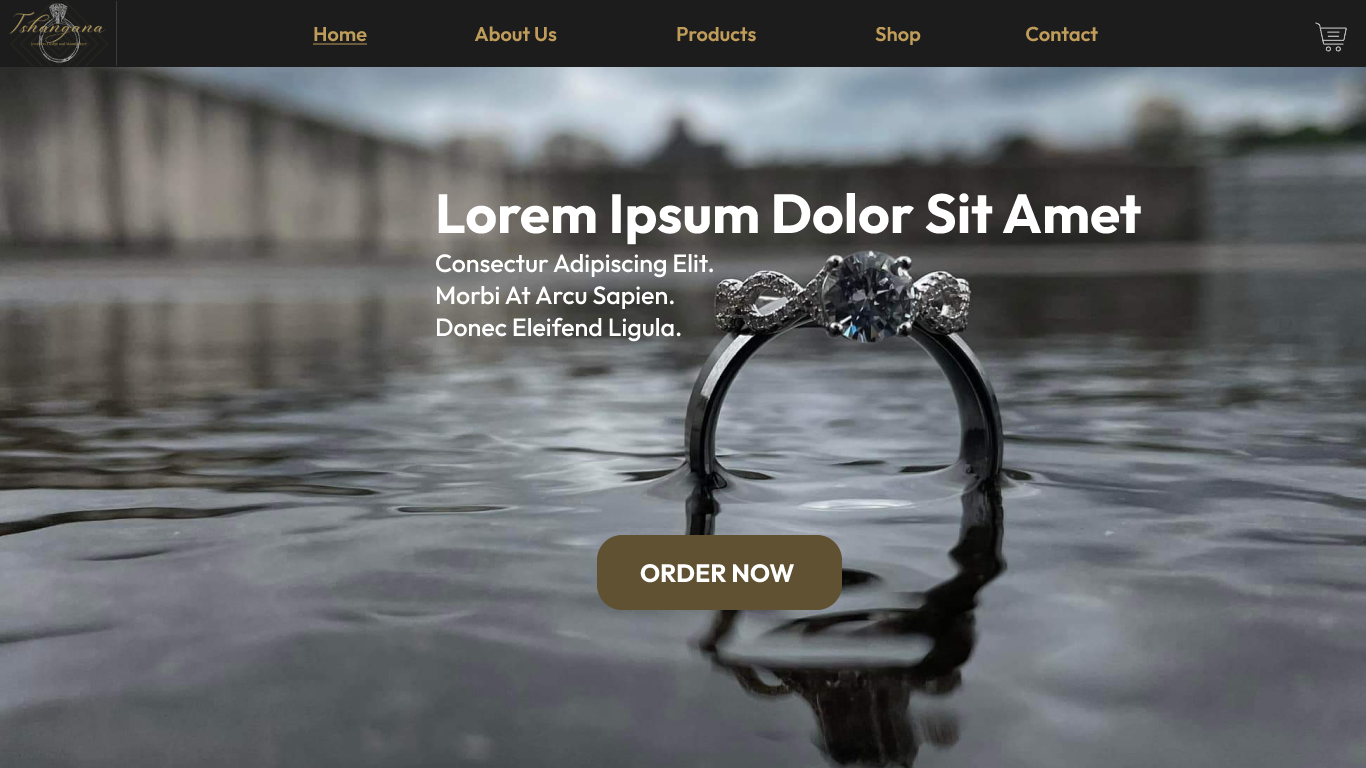 Tshangana
Home
About Us
Products
Shop
Contact
Lorem Ipsum Dolor Sit Amet
Consectur Adipiscing Elit.
Morbi At Arcu Sapien.
Donec Eleifend Ligula.
ORDER NOW